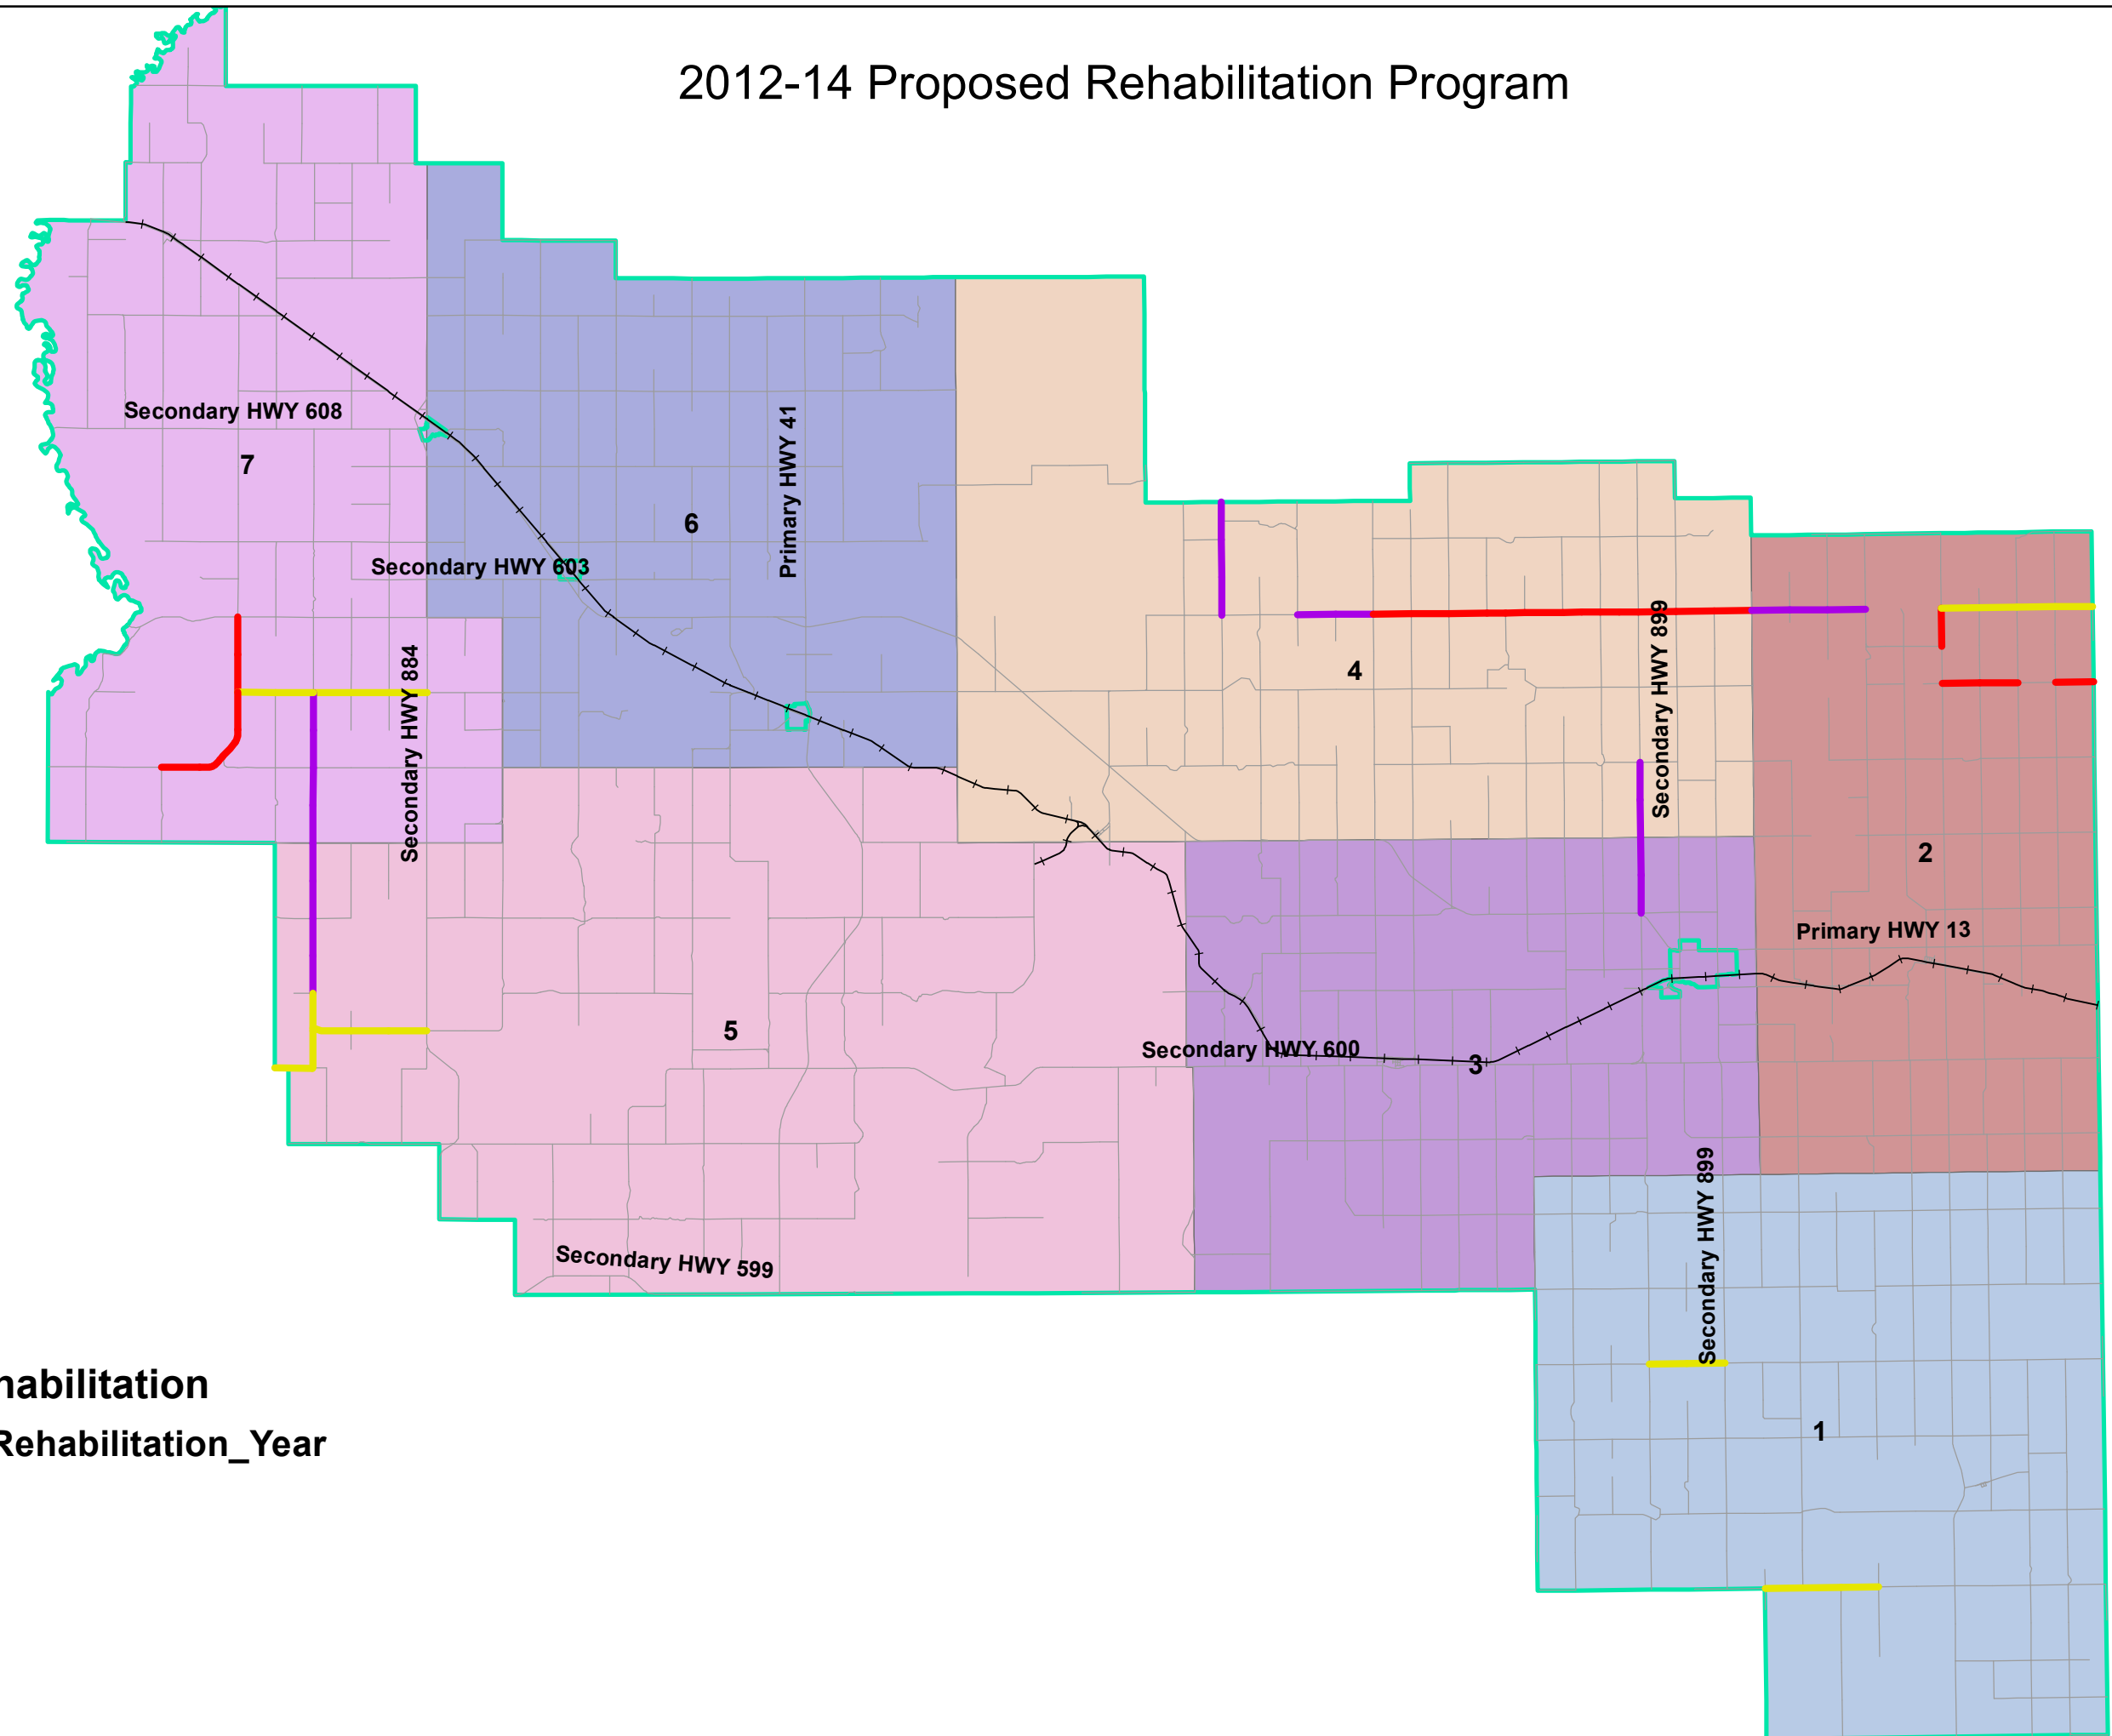 2012-14 Proposed Rehabilitation Program
Secondary HWY 608
7
Primary HWY 41
6
Secondary HWY 603
Secondary HWY 884
4
Secondary HWY 899
2
Primary HWY 13
5
Secondary HWY 600
3
Secondary HWY 899
Secondary HWY 599
habilitation
Rehabilitation_Year
1